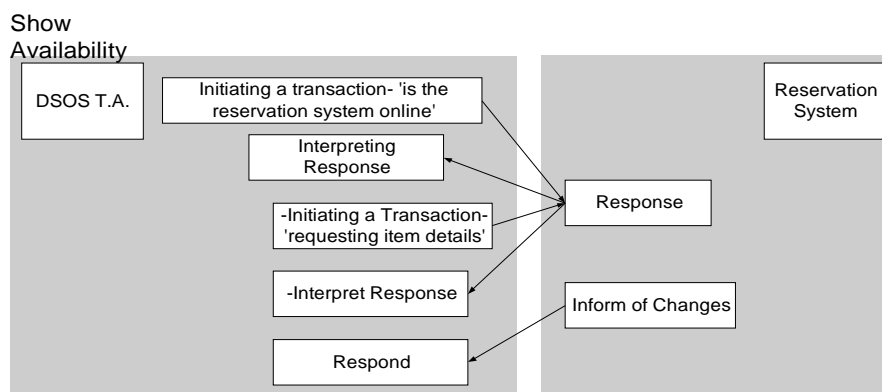 Show
Availability
DSOS T.A.
Initiating a transaction- 'is the
reservation system online'
Reservation
System
Interpreting
Response
-Initiating a Transaction-
'requesting item details'
Response
-Interpret Response
Inform of Changes
Respond